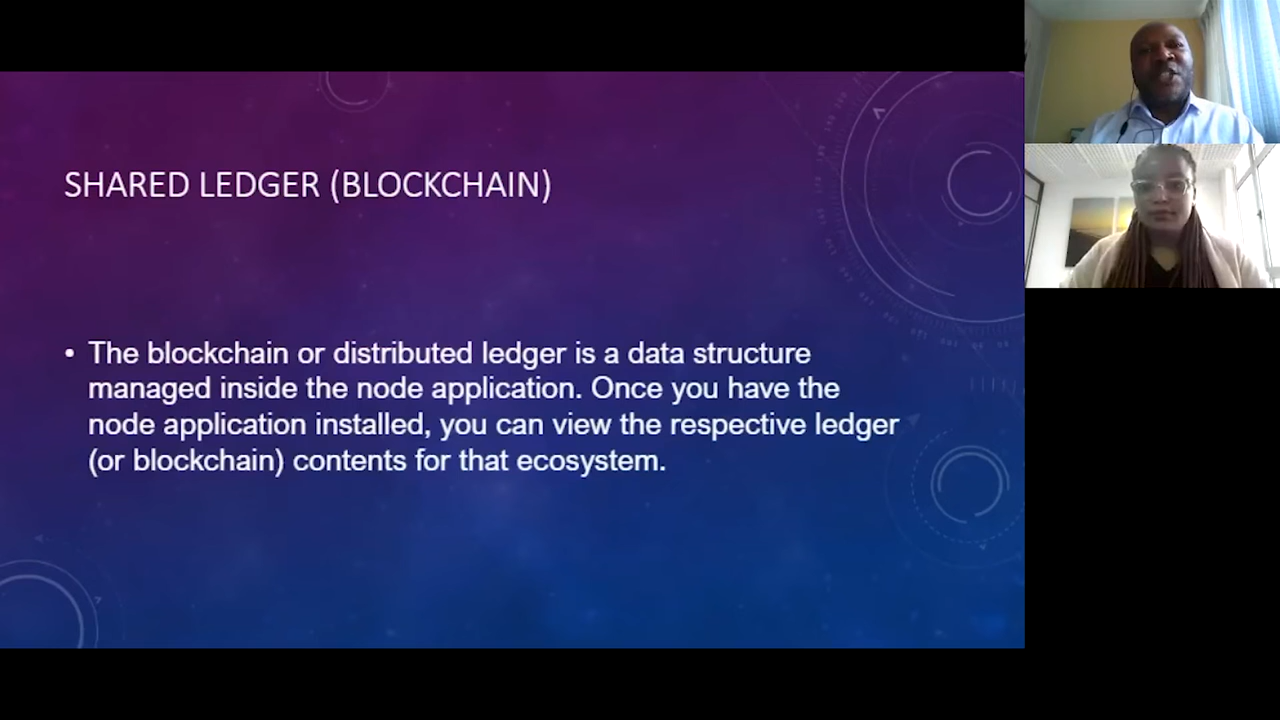 SHARED LEDGER (BLOCKCHAIN)
• The blockchain or distributed ledger is a data structure
managed inside the node application. Once you have the
node application installed, you can view the respective ledger
(or blockchain) contents for that ecosystem.